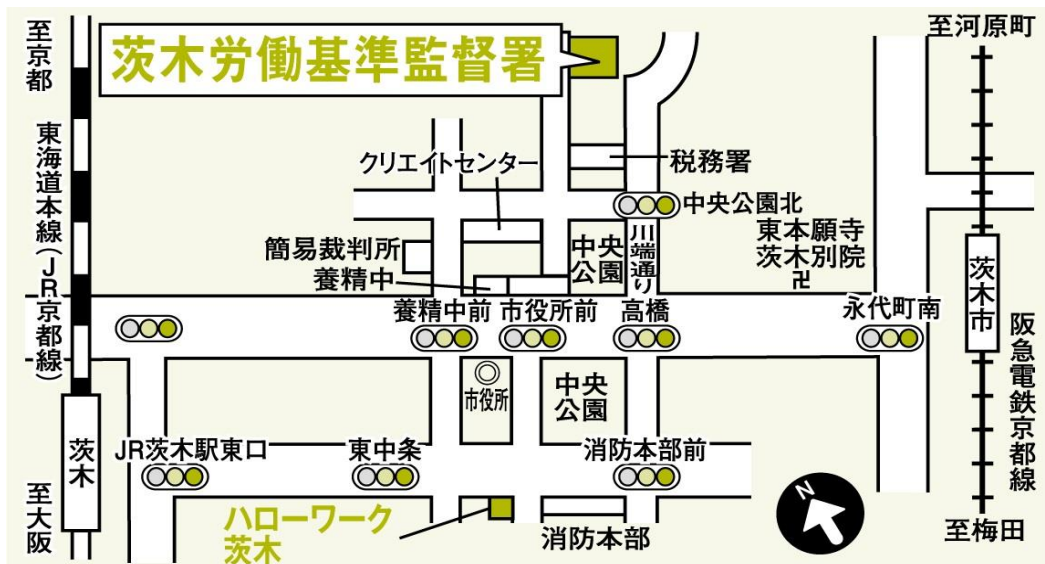 至京都
茨木労働基準監督署
至河原町
東海道本線(JR京都線)
クリエイトセンター
税務署
中央公園北
簡易裁判所
養精中
中央
公園
川端通り
東本願寺
茨木別院
卍
茨木市
養精中前
市役所前
高橋
永代町南
阪急電鉄京都線
市役所
中央
公園
茨木
JR茨木駅東口
東中条
消防本部前
至大阪
ハローワーク
茨木
消防本部
N
至梅田